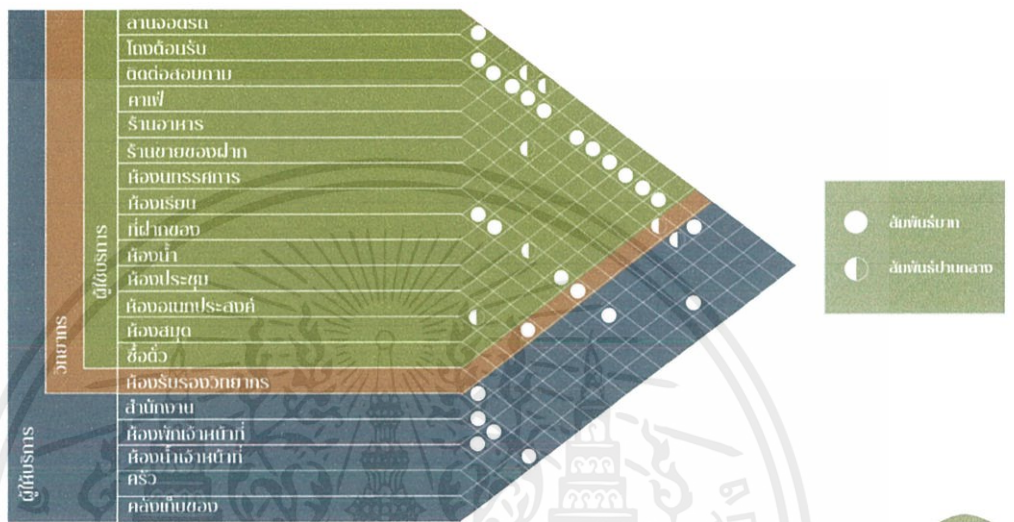 ลานจอดรถ
โถงต้อนรับ
ติดต่อสอบถาม
คาเฟ่
ร้านอาหาร
ร้านขายของฝาก
ห้องนิทรรศการ
ห้องเรียน
ที่ฝากของ
ห้องน้ำ
ห้องประชุม
ห้องอเนกประสงค์
ห้องสมุด
ซื้อตั๋ว
ห้องรับรองวิทยากร
สำนักงาน
ห้องพักเจ้าหน้าที่
ห้องน้ำเจ้าหน้าที่
ครัว
คลังเก็บของ
ผู้ใช้บริการ
วิทยากร
ผู้ให้บริการ
สัมพันธ์มาก
สัมพันธ์ปานกลาง